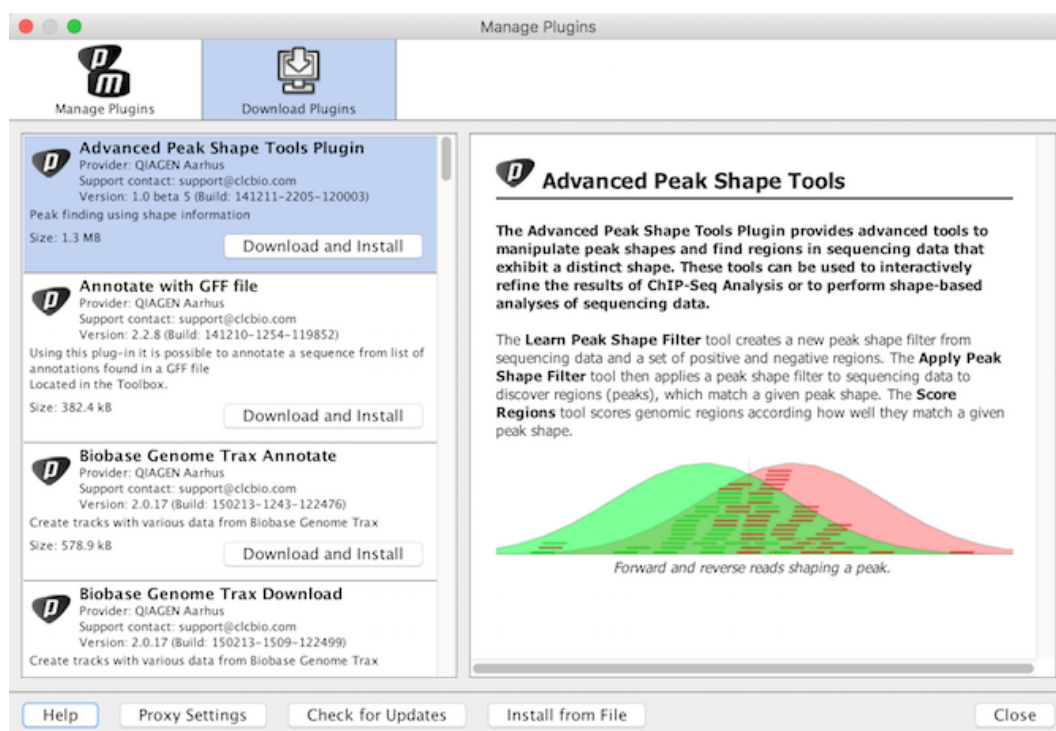 Manage Plugins
Manage Plugins
Download Plugins
Advanced Peak Shape Tools Plugin
Provider: QIAGEN Aarhus
Support contact: support@clcbio.com
Version: 1.0 beta 5 (Build: 141211-2205-120003)
Peak finding using shape information
Size: 1.3 MB
Download and Install
Annotate with GFF file
Provider: QIAGEN Aarhus
Support contact: support@clcbio.com
Version: 2.2.8 (Build: 141210-1254-119852)
Using this plug-in it is possible to annotate a sequence from list of
annotations found in a GFF file
Located in the Toolbox.
Size: 382.4 kB
Download and Install
Biobase Genome Trax Annotate
Provider: QIAGEN Aarhus
Support contact: support@clcbio.com
Version: 2.0.17 (Build: 150213-1243-122476)
Create tracks with various data from Biobase Genome Trax
Size: 578.9 kB
Download and Install
Biobase Genome Trax Download
Provider: QIAGEN Aarhus
Support contact: support@clcbio.com
Version: 2.0.17 (Build: 150213-1509-122499)
Create tracks with various data from Biobase Genome Trax
Advanced Peak Shape Tools
The Advanced Peak Shape Tools Plugin provides advanced tools to
manipulate peak shapes and find regions in sequencing data that
exhibit a distinct shape. These tools can be used to interactively
refine the results of ChIP-Seq Analysis or to perform shape-based
analyses of sequencing data.
The Learn Peak Shape Filter tool creates a new peak shape filter from
sequencing data and a set of positive and negative regions. The Apply Peak
Shape Filter tool then applies a peak shape filter to sequencing data to
discover regions (peaks), which match a given peak shape. The Score
Regions tool scores genomic regions according how well they match a given
peak shape.
Forward and reverse reads shaping a peak.
Help
Proxy Settings
Check for Updates
Install from File
Close